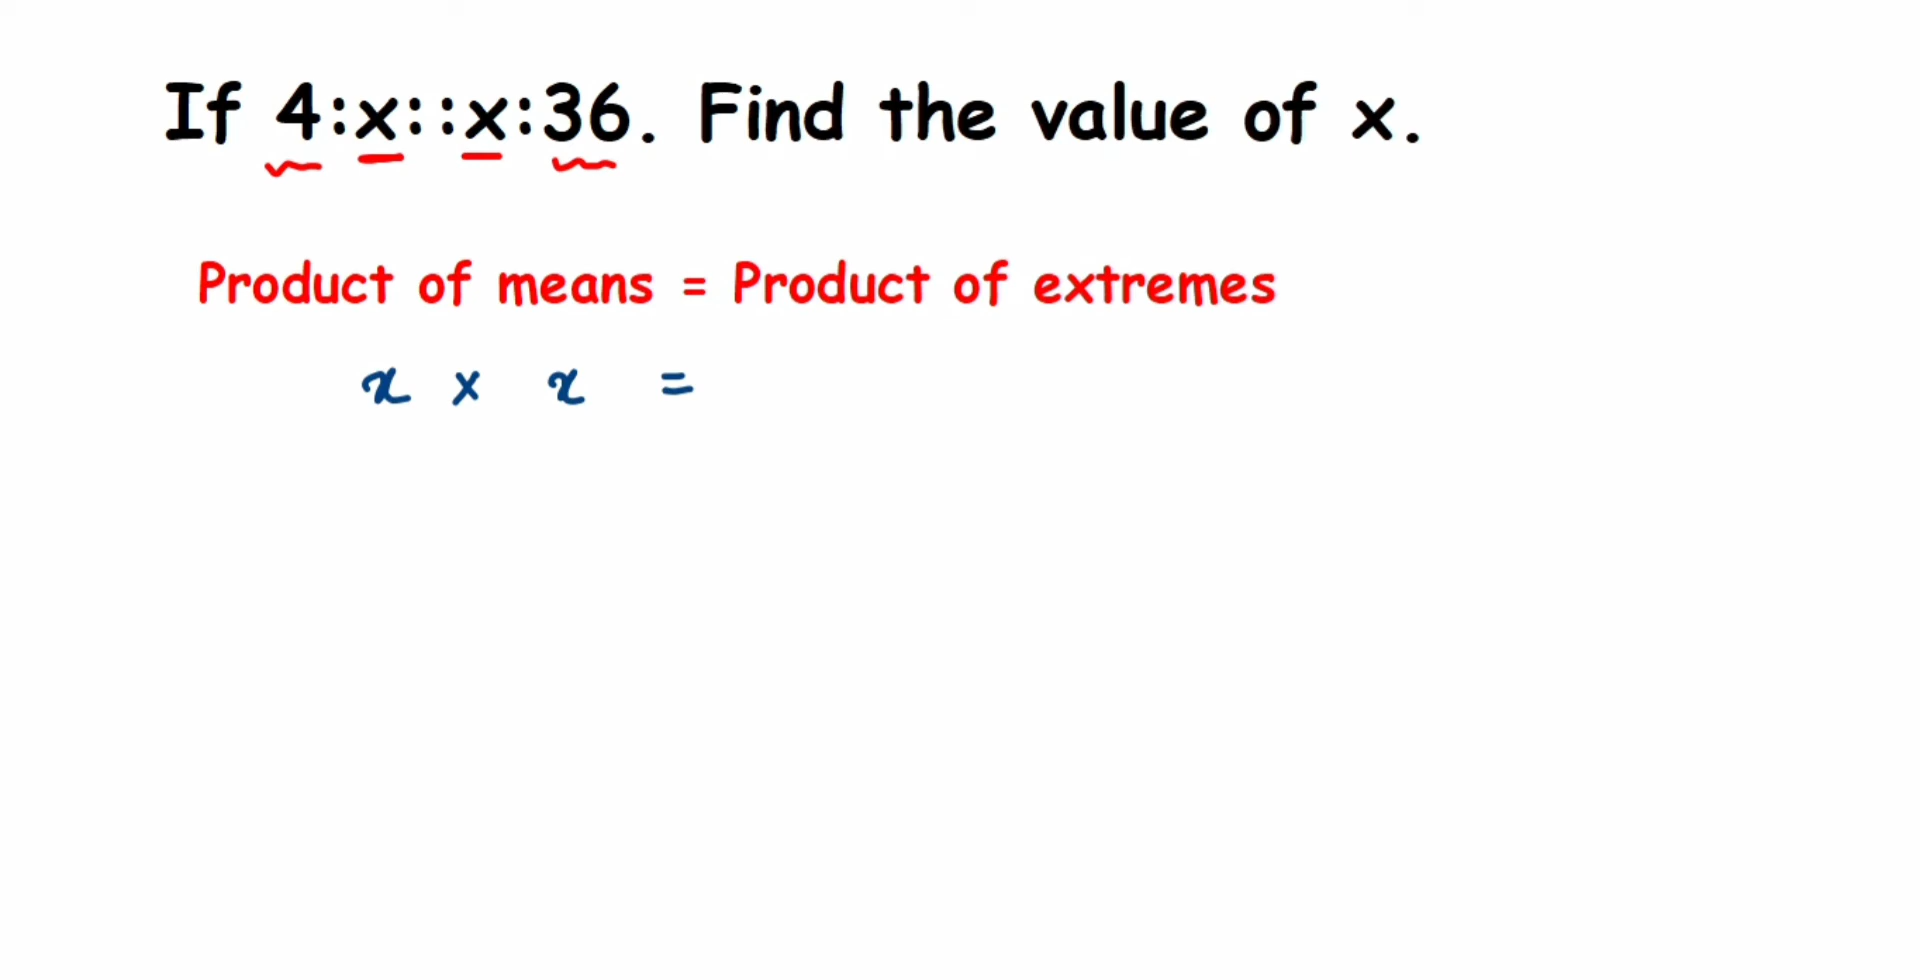 If 4:x::x:36. Find the value of x.
Product of means = Product of extremes
x × x =